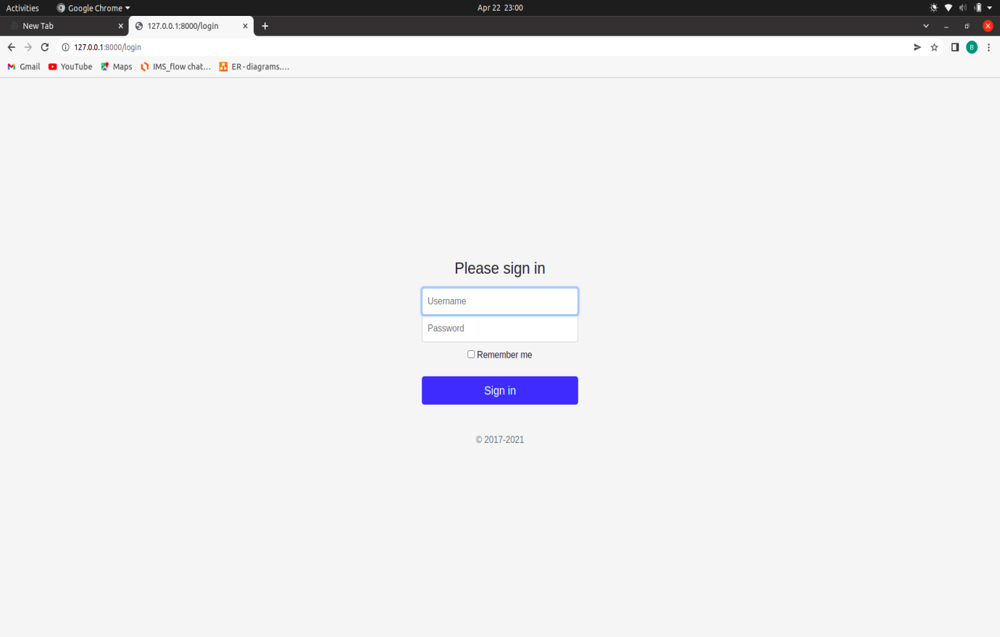 Activities Google Chrome Apr 22 23:00
New Tab 127.0.0.1:8000/login
127.0.0.1:8000/login B
Gmail YouTube Maps IMS_flow chat... ER-diagrams....
Please sign in
Username
Password
Remember me
Sign in
© 2017-2021